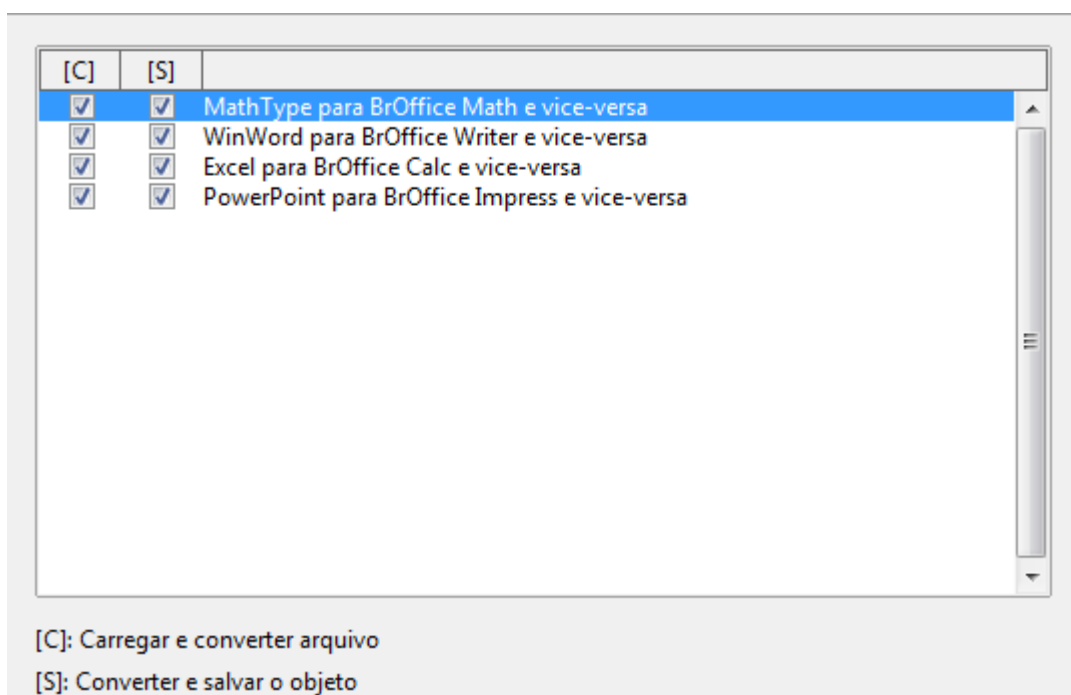 [C] [S]
MathType para BrOffice Math e vice-versa
WinWord para BrOffice Writer e vice-versa
Excel para BrOffice Calc e vice-versa
PowerPoint para BrOffice Impress e vice-versa
[C]: Carregar e converter arquivo
[S]: Converter e salvar o objeto